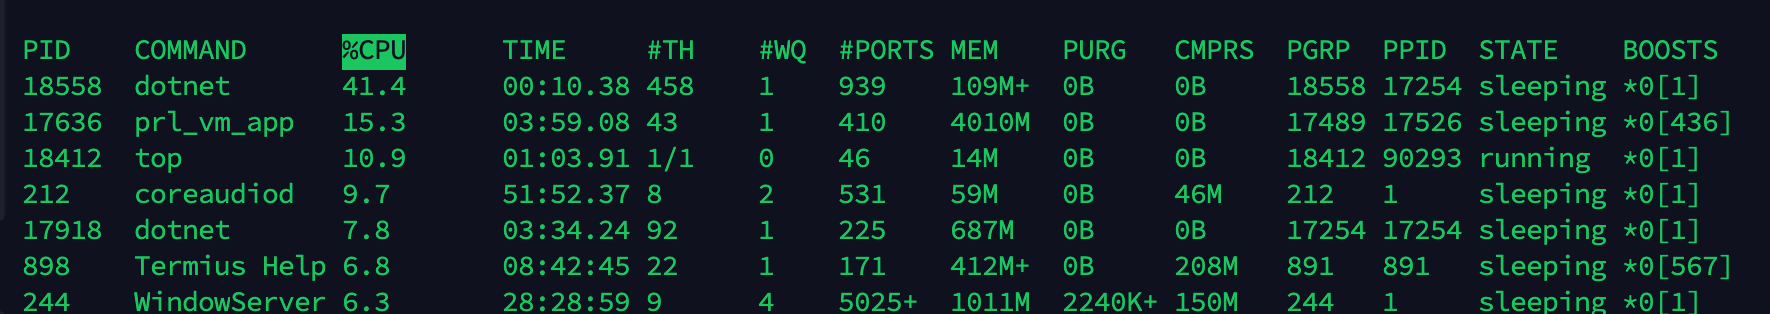 PID COMMAND %CPU TIME #TH #WQ #PORTS MEM PURG CMPRS PGRP PPID STATE BOOSTS
18558 dotnet 41.4 00:10.38 458 1 939 109M+ 0B 0B 18558 17254 sleeping *0[1]
17636 prl_vm_app 15.3 03:59.08 43 1 410 4010M 0B 0B 17489 17526 sleeping *0[436]
18412 top 10.9 01:03.91 1/1 0 46 14M 0B 0B 18412 90293 running *0[1]
212 coreaudiod 9.7 51:52.37 8 2 531 59M 0B 46M 212 1 sleeping *0[1]
17918 dotnet 7.8 03:34.24 92 1 225 687M 0B 0B 17254 17254 sleeping *0[1]
898 Termius Help 6.8 08:42:45 22 1 171 412M+ 0B 208M 891 891 sleeping *0[567]
244 WindowServer 6.3 28:28:59 9 4 5025+ 1011M 2240K+ 150M 244 1 sleeping *0[1]